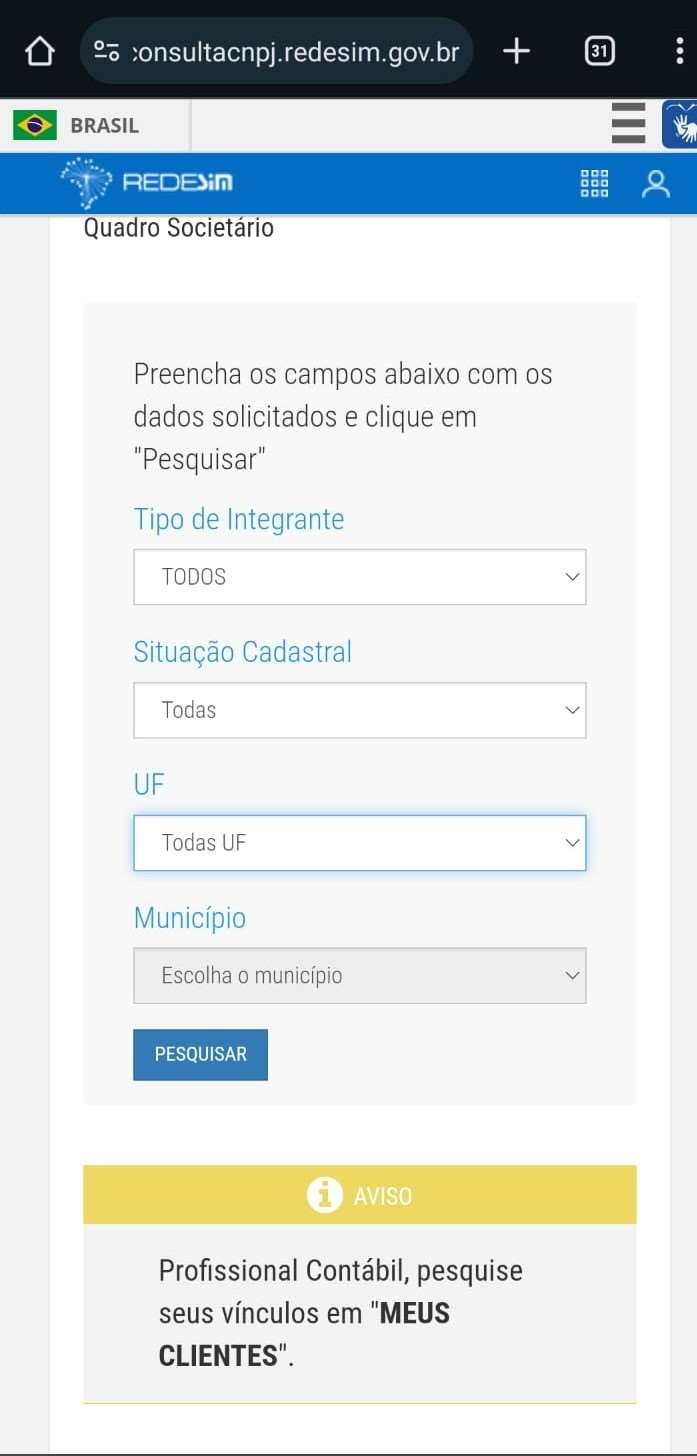 :onsultacnpj.redesim.gov.br
31
BRASIL
REDESIM
Quadro Societário
Preencha os campos abaixo com os
dados solicitados e clique em
"Pesquisar"
Tipo de Integrante
TODOS
Situação Cadastral
Todas
UF
Todas UF
Município
Escolha o município
PESQUISAR
AVISO
Profissional Contábil, pesquise
seus vínculos em "MEUS
CLIENTES".